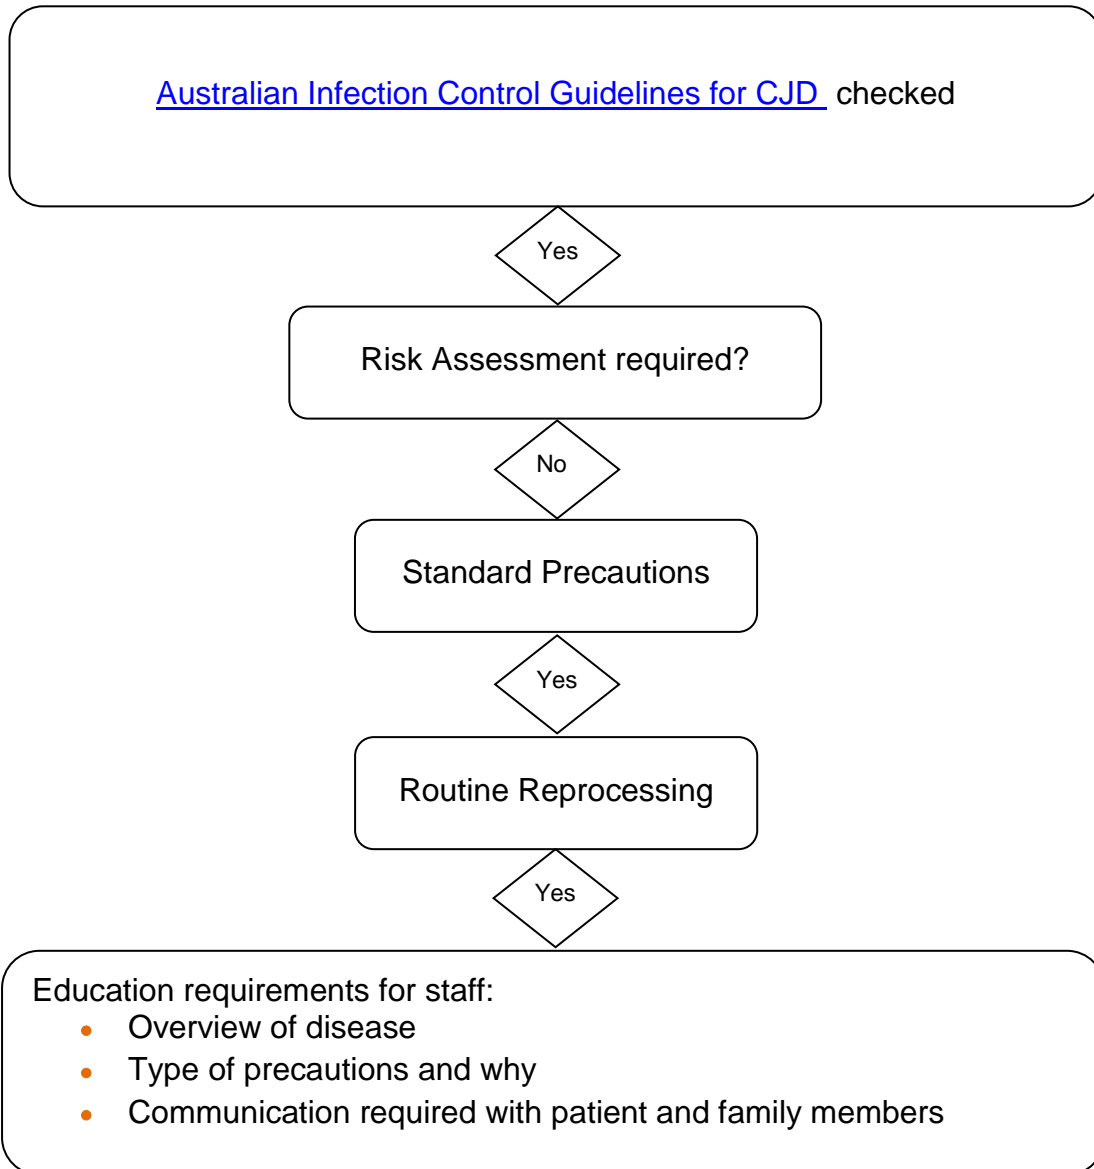 Australian Infection Control Guidelines for CJD  checked
Yes
Risk Assessment required?
No
Standard Precautions
Yes
Routine Reprocessing
Yes
Education requirements for staff:
• Overview of disease
• Type of precautions and why
• Communication required with patient and family members